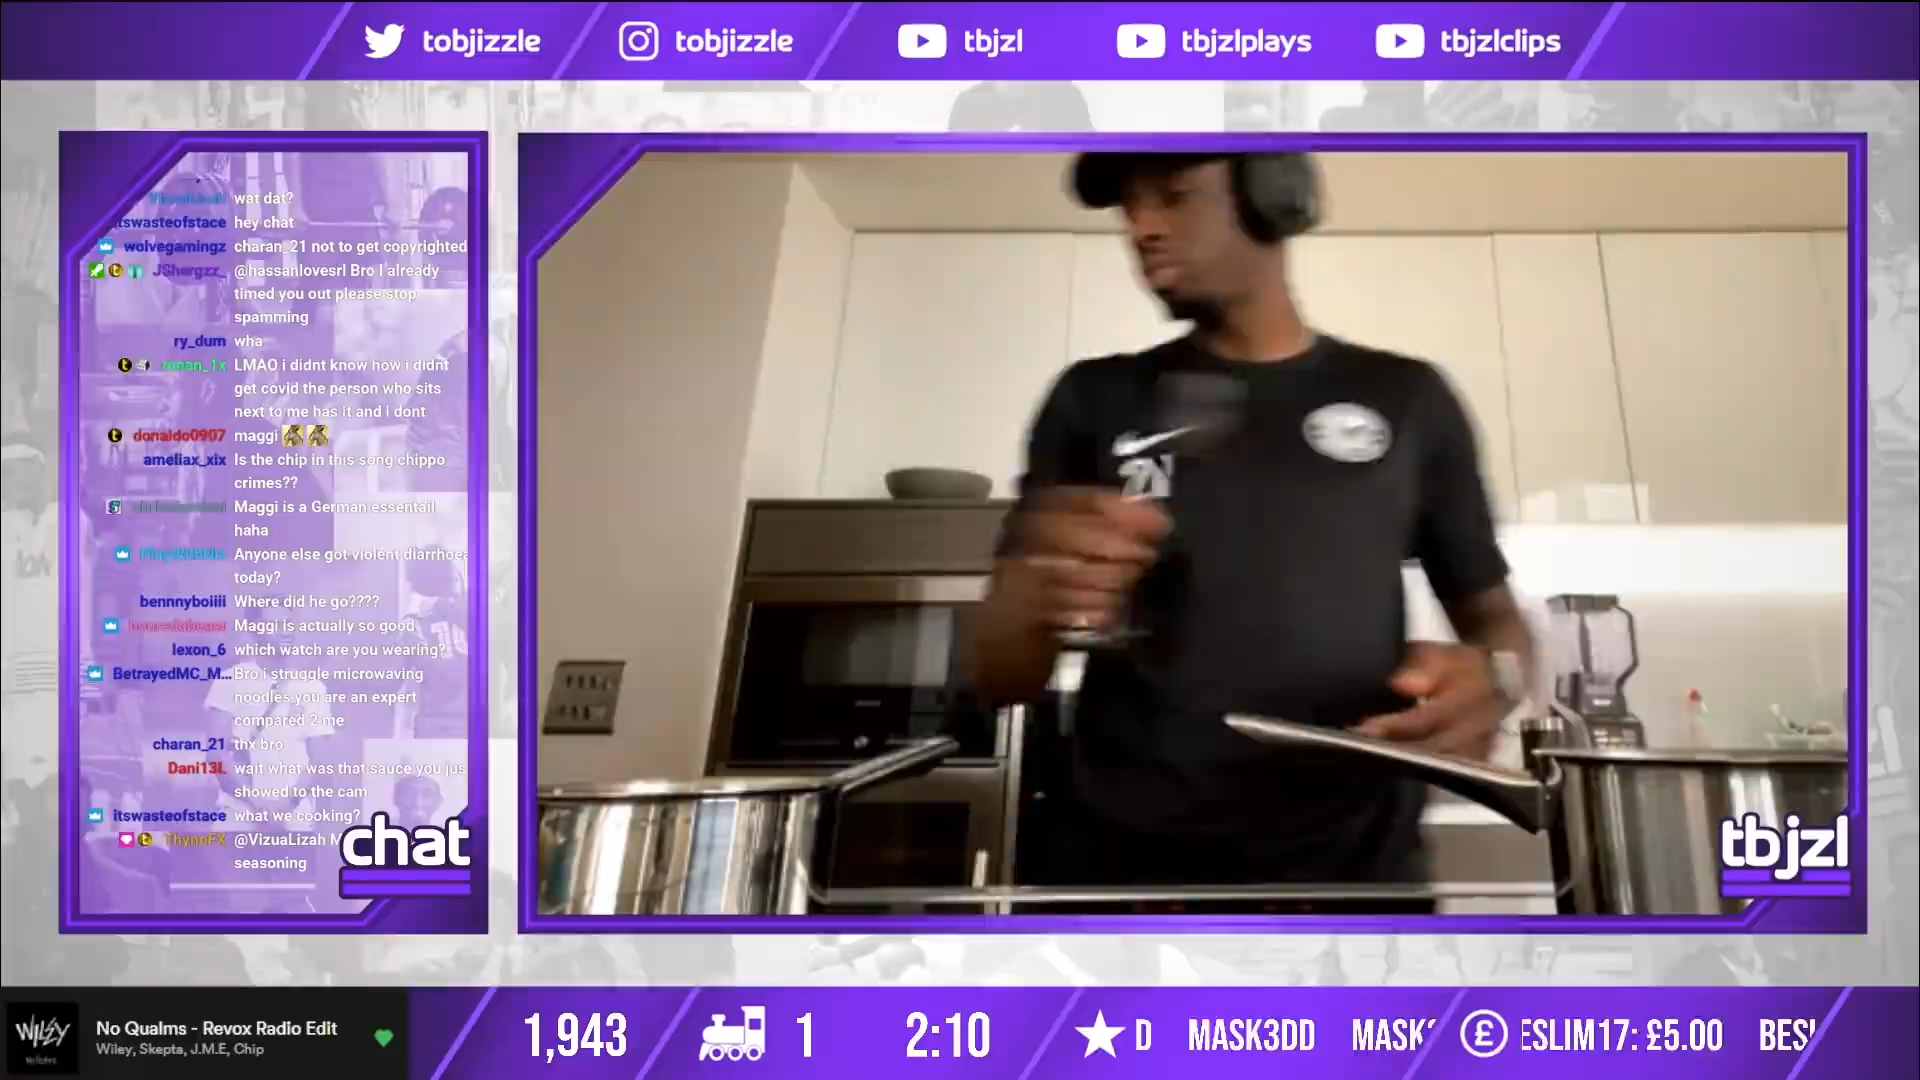 tobjizzle
tobjizzle
tbjzl
tbjzlplays
tbjzlclips
wat dat?
itswasteofstace hey chat
wolvegamingz charan_21 not to get copyrighted
JShergzz_ @hassanlovesrl Bro I already
timed you out please stop
spamming
ry_dum wha
ronan_1x LMAO i didnt know how i didnt
get covid the person who sits
next to me has it and i dont
donaldo0907 maggi
ameliax_xix Is the chip in this song chippo
crimes??
Maggi is a German essentail
haha
Anyone else got violent diarrhoea
today?
bennnyboiiii Where did he go????
Maggi is actually so good
lexon_6 which watch are you wearing?
BetrayedMC_M... Bro i struggle microwaving
noodles you are an expert
compared 2 me
charan_21 thx bro
Dani13L wait what was that sauce you jus
showed to the cam
itswasteofstace what we cooking?
ThynnFX @VizuaLizah M
seasoning
chat
tbjzl
WILEY
No Qualms - Revox Radio Edit
Wiley, Skepta, J.M.E, Chip
1,943
1
2:10
D MASK3DD MASK
£ ESLIM17: £5.00 BES